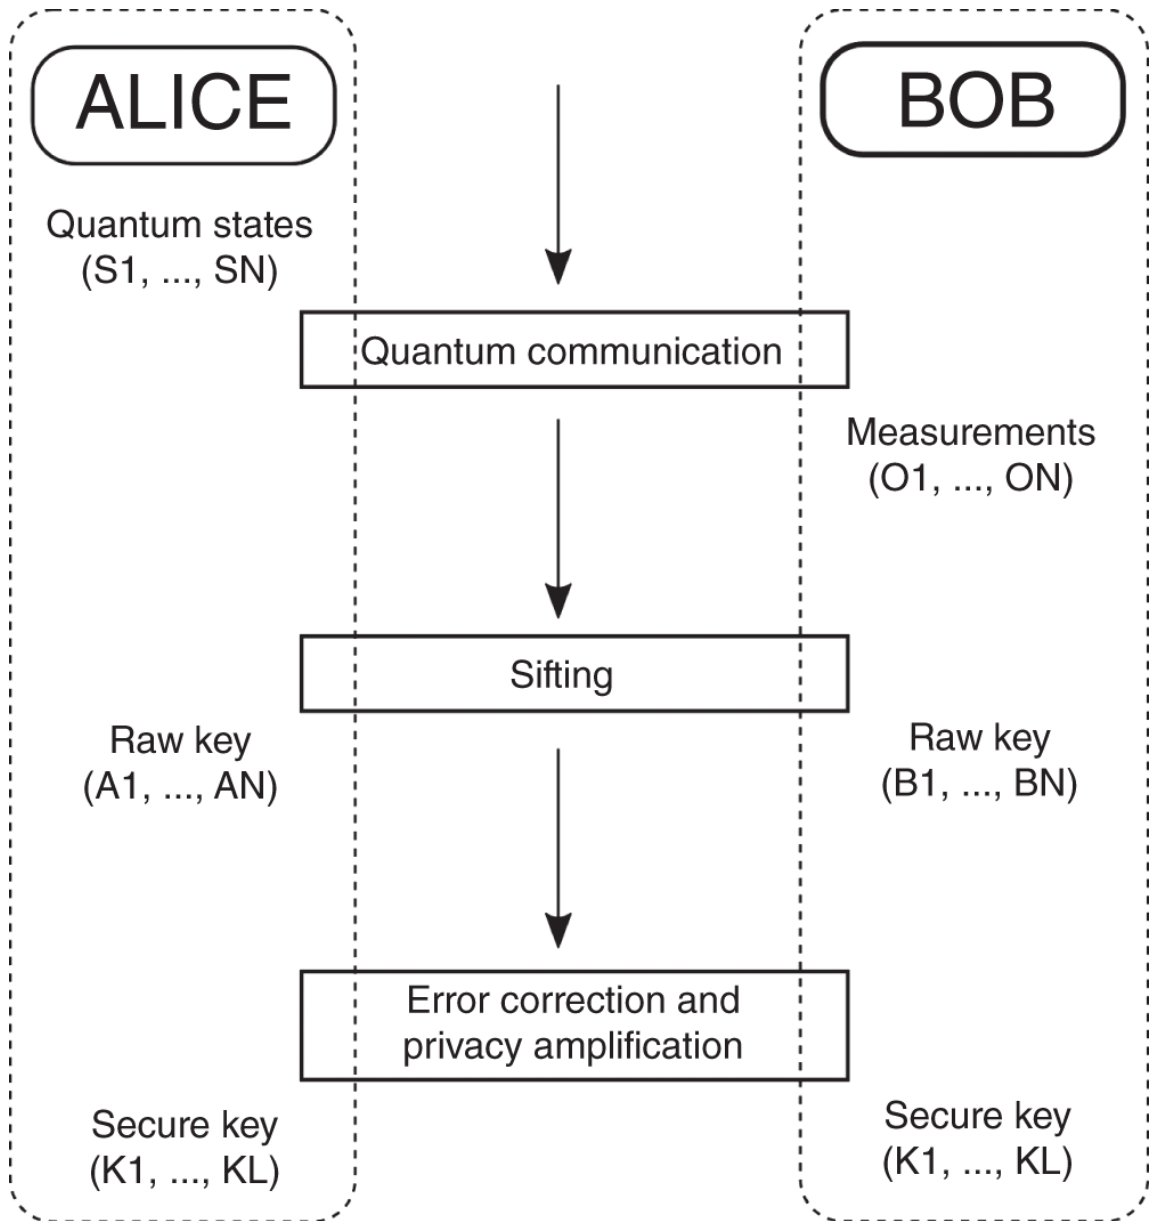 ALICE
BOB
Quantum states
(S1, ..., SN)
Quantum communication
Measurements
(O1, ..., ON)
Sifting
Raw key
(A1, ..., AN)
Raw key
(B1, ..., BN)
Error correction and
privacy amplification
Secure key
(K1, ..., KL)
Secure key
(K1, ..., KL)